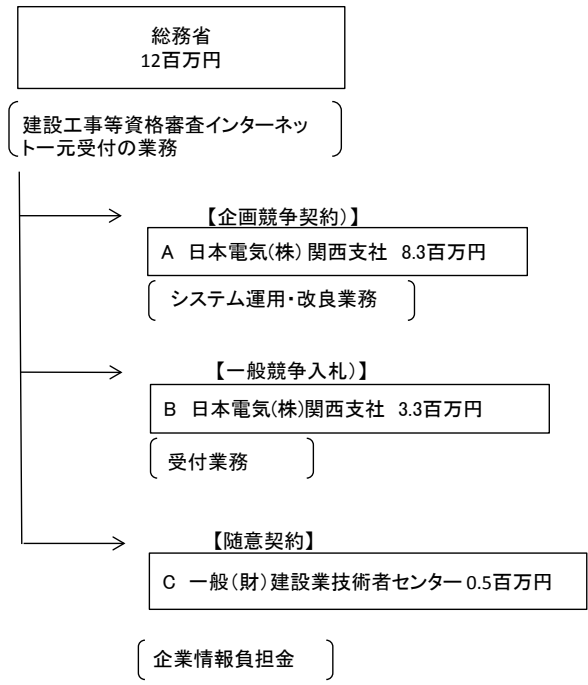 総務省
12百万円
建設工事等資格審査インターネッ
ト一元受付の業務
【企画競争契約)】
A 日本電気(株) 関西支社 8.3百万円
システム運用・改良業務
【一般競争入札)】
B 日本電気(株)関西支社 3.3百万円
受付業務
【随意契約】
C 一般(財)建設業技術者センター 0.5百万円
企業情報負担金